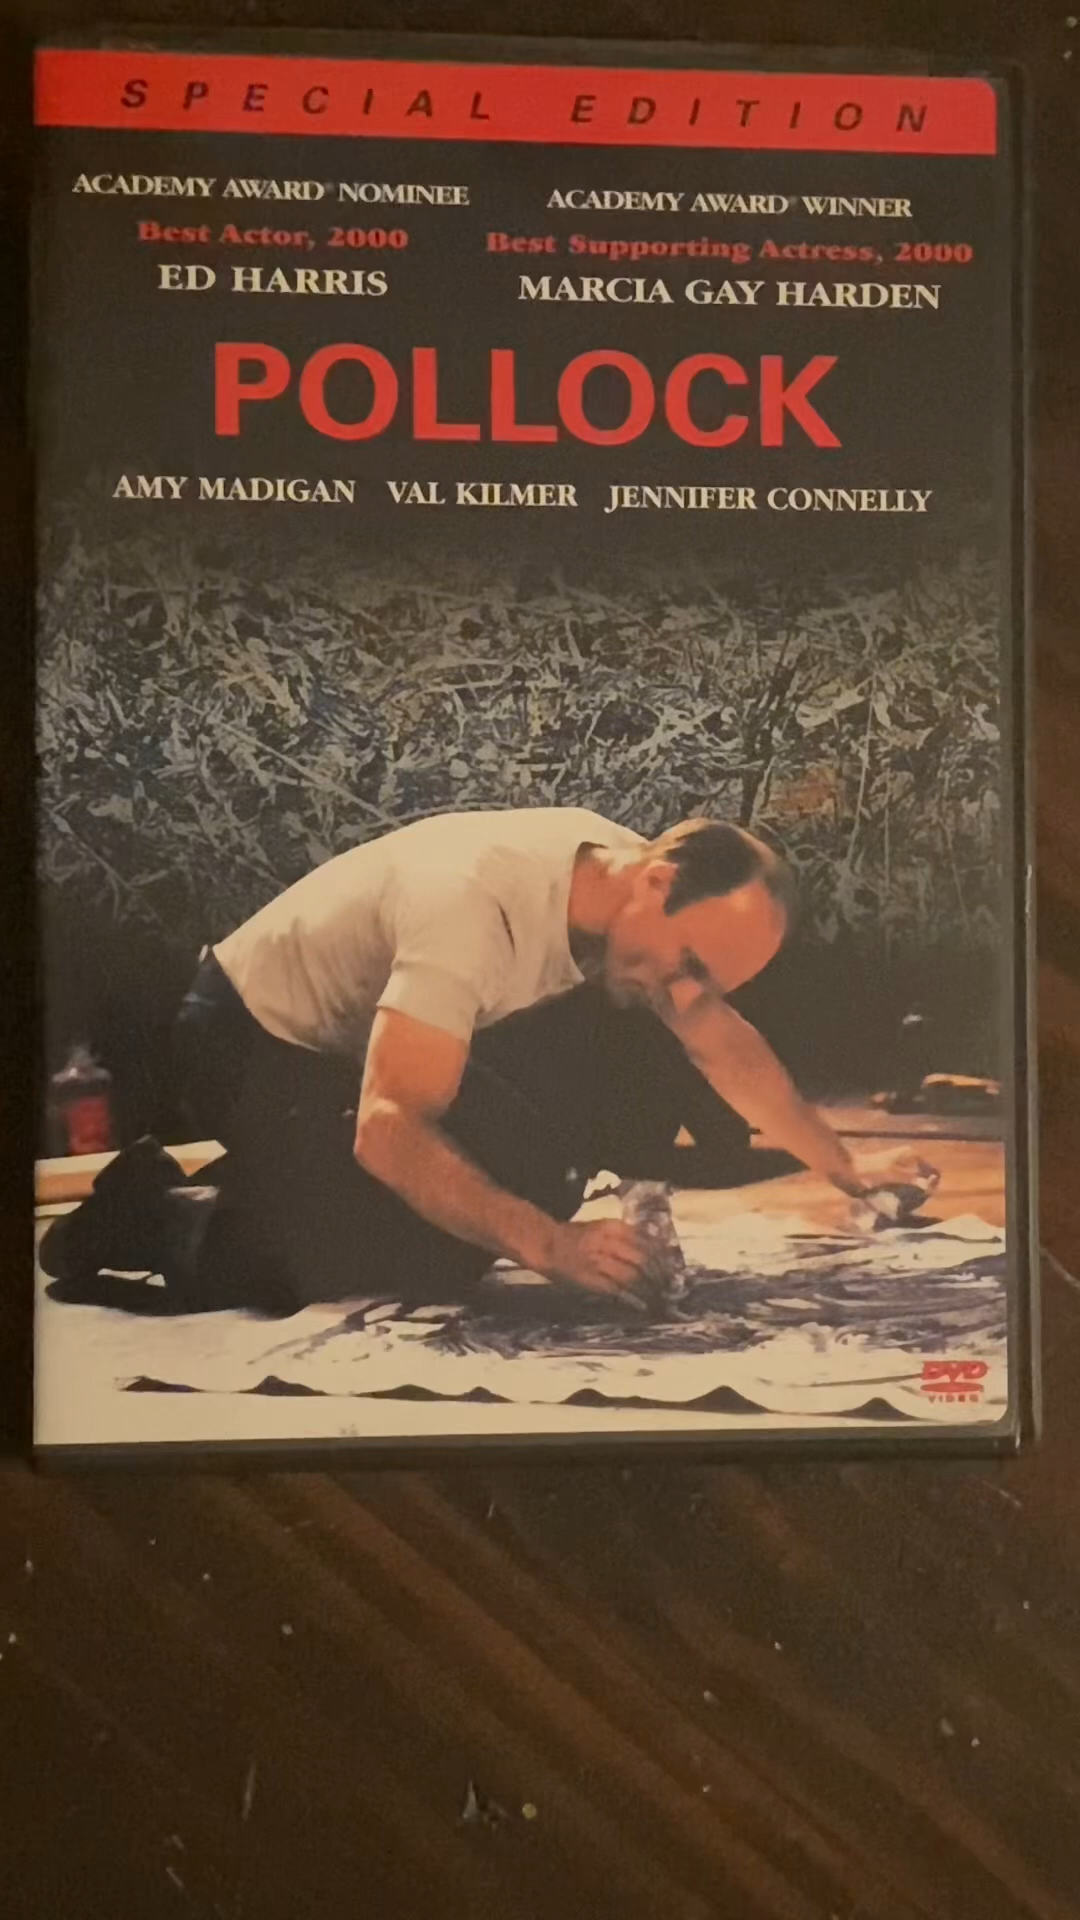 SPECIAL EDITION
ACADEMY AWARD® NOMINEE
Best Actor, 2000
ED HARRIS
ACADEMY AWARD® WINNER
Best Supporting Actress, 2000
MARCIA GAY HARDEN
POLLOCK
AMY MADIGAN VAL KILMER JENNIFER CONNELLY
DVD
VIDEO